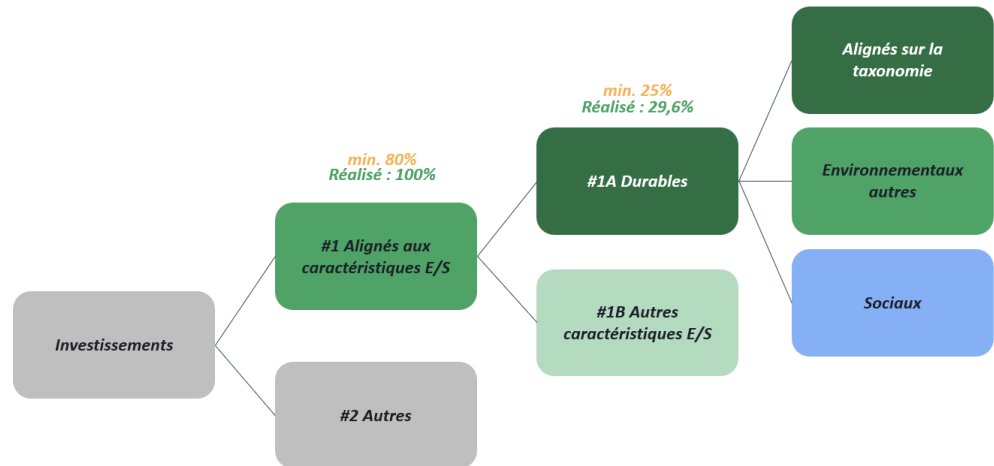 Alignés sur la
taxonomie
min. 25%
Réalisé : 29,6%
min. 80%
Réalisé : 100%
#1A Durables
Environnementaux
autres
#1 Alignés aux
caractéristiques E/S
#1B Autres
caractéristiques E/S
Sociaux
Investissements
#2 Autres